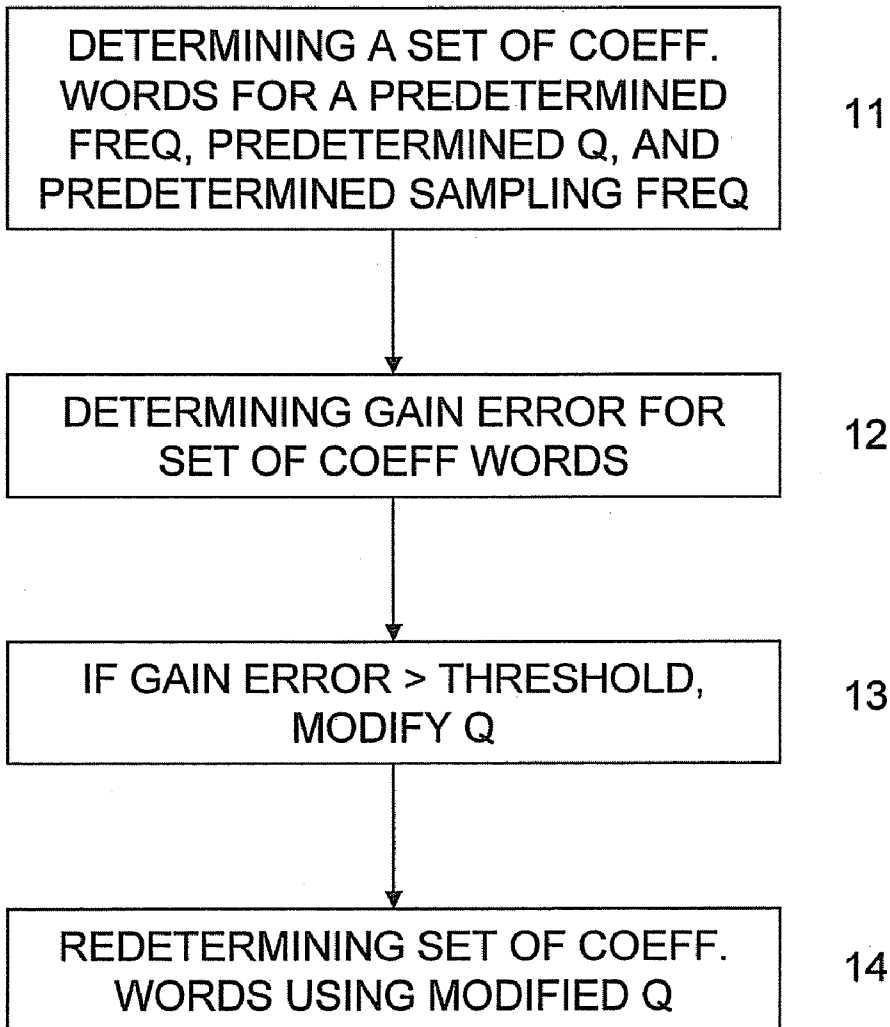 DETERMINING A SET OF COEFF.
WORDS FOR A PREDETERMINED
FREQ, PREDETERMINED Q, AND
PREDETERMINED SAMPLING FREQ
11
DETERMINING GAIN ERROR FOR
SET OF COEFF WORDS
12
IF GAIN ERROR > THRESHOLD,
MODIFY Q
13
REDETERMINING SET OF COEFF.
WORDS USING MODIFIED Q
14